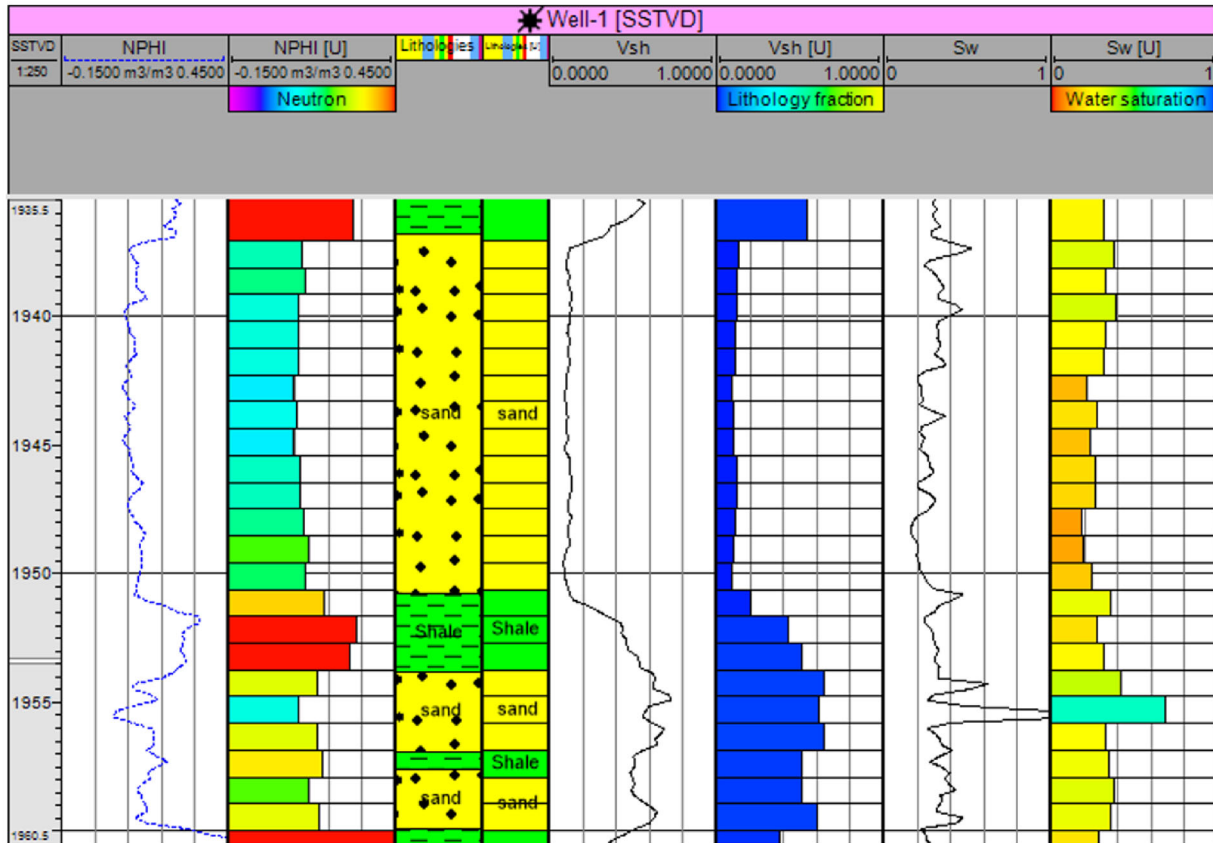 Well-1 [SSTVD]
SSTVD NPHI NPHI [U] Lithologies Vsh Vsh [U] Sw Sw [U]
1:250 -0.1500 m3/m3 0.4500 -0.1500 m3/m3 0.4500 0.0000 1.0000 0.0000 1.0000 0 1 0 1
Neutron Lithology fraction Water saturation
1935.5
1940
sand sand
1945
1950
Shale Shale
1955
sand sand
Shale
sand sand
1960.5